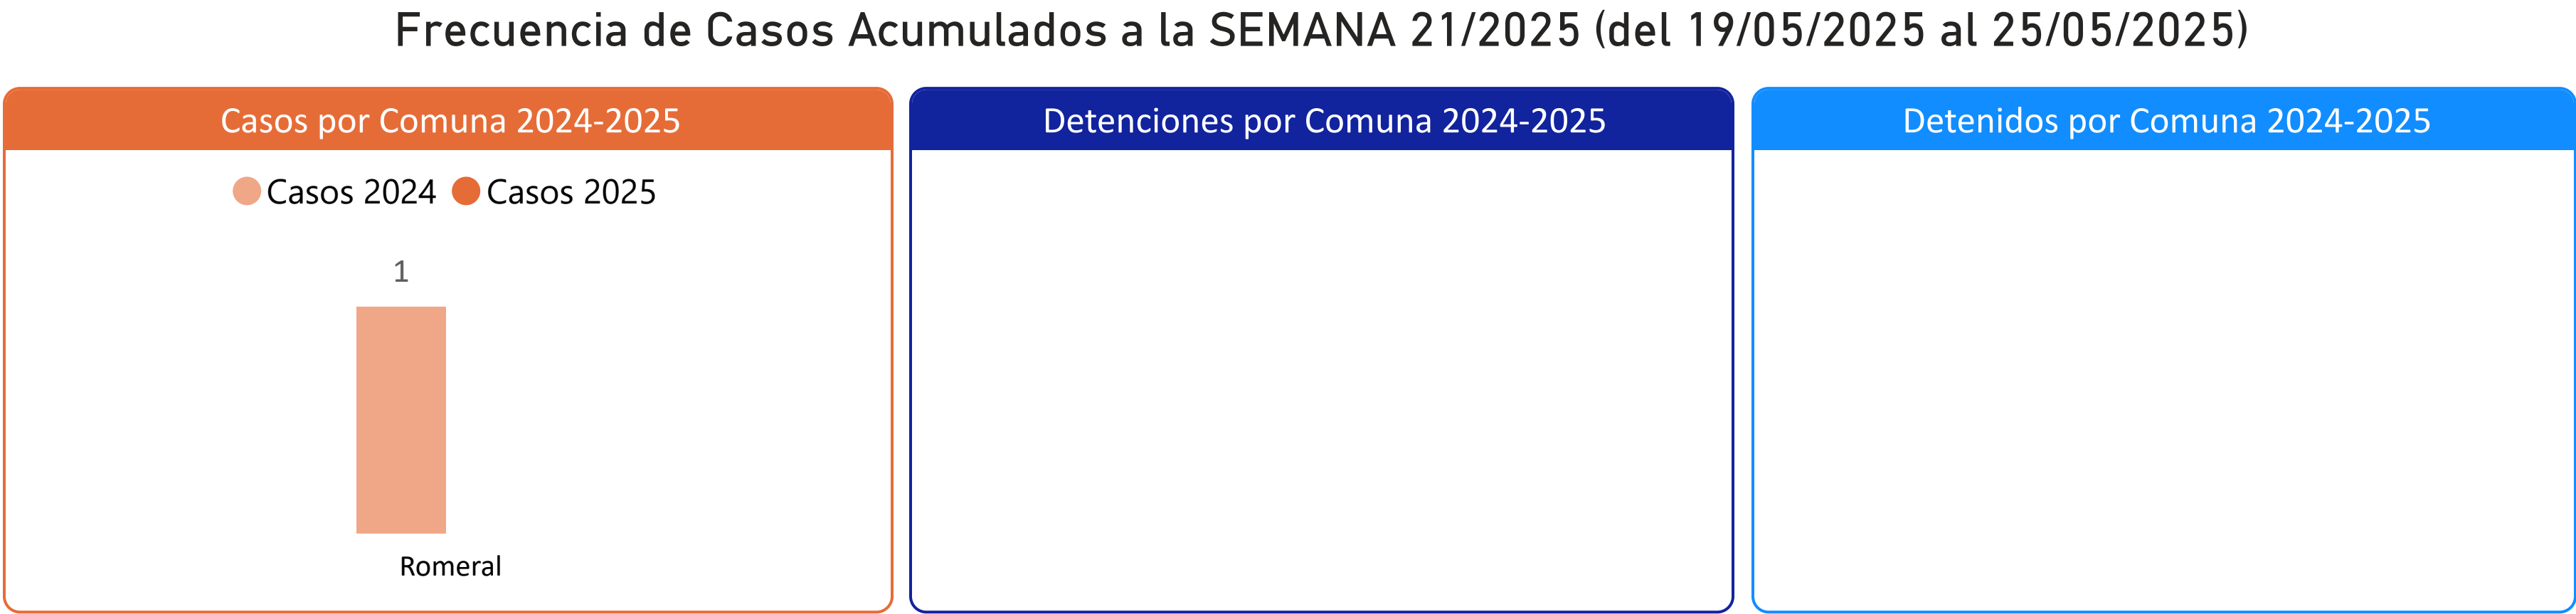 Frecuencia de Casos Acumulados a la SEMANA 21/2025 (del 19/05/2025 al 25/05/2025)
Casos por Comuna 2024-2025
Casos 2024 Casos 2025
1
Romeral
Detenciones por Comuna 2024-2025
Detenidos por Comuna 2024-2025